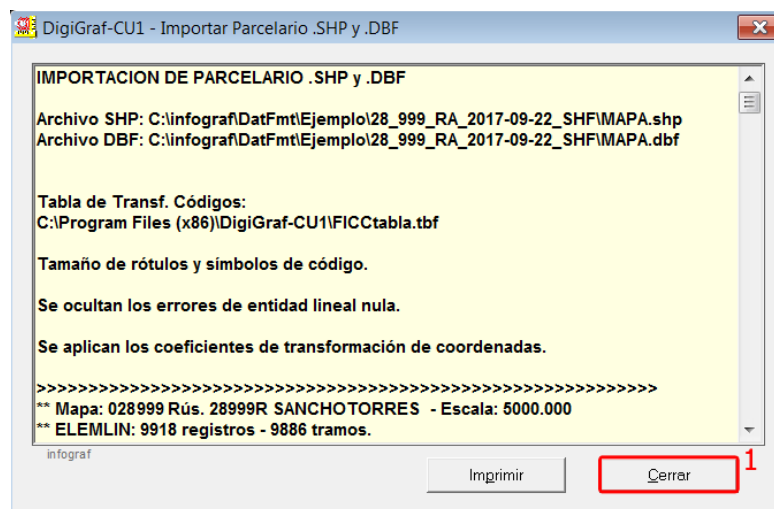 DigiGraf-CU1 - Importar Parcelario .SHP y .DBF
IMPORTACION DE PARCELARIO .SHP y .DBF
Archivo SHP: C:\infograf\DatFmt\Ejemplo\28_999_RA_2017-09-22_SHF\MAPA.shp
Archivo DBF: C:\infograf\DatFmt\Ejemplo\28_999_RA_2017-09-22_SHF\MAPA.dbf
Tabla de Transf. Códigos:
C:\Program Files (x86)\DigiGraf-CU1\FICCtabla.tbf
Tamaño de rótulos y símbolos de código.
Se ocultan los errores de entidad lineal nula.
Se aplican los coeficientes de transformación de coordenadas.
>>>>>>>>>>>>>>>>>>>>>>>>>>>>>>>>>>>>>>>>>>>>>>>>>>>>>>>>>>>>
** Mapa: 028999 Rús. 28999R SANCHOTORRES - Escala: 5000.000
** ELEMLIN: 9918 registros - 9886 tramos.
infograf
Imprimir
Cerrar
1